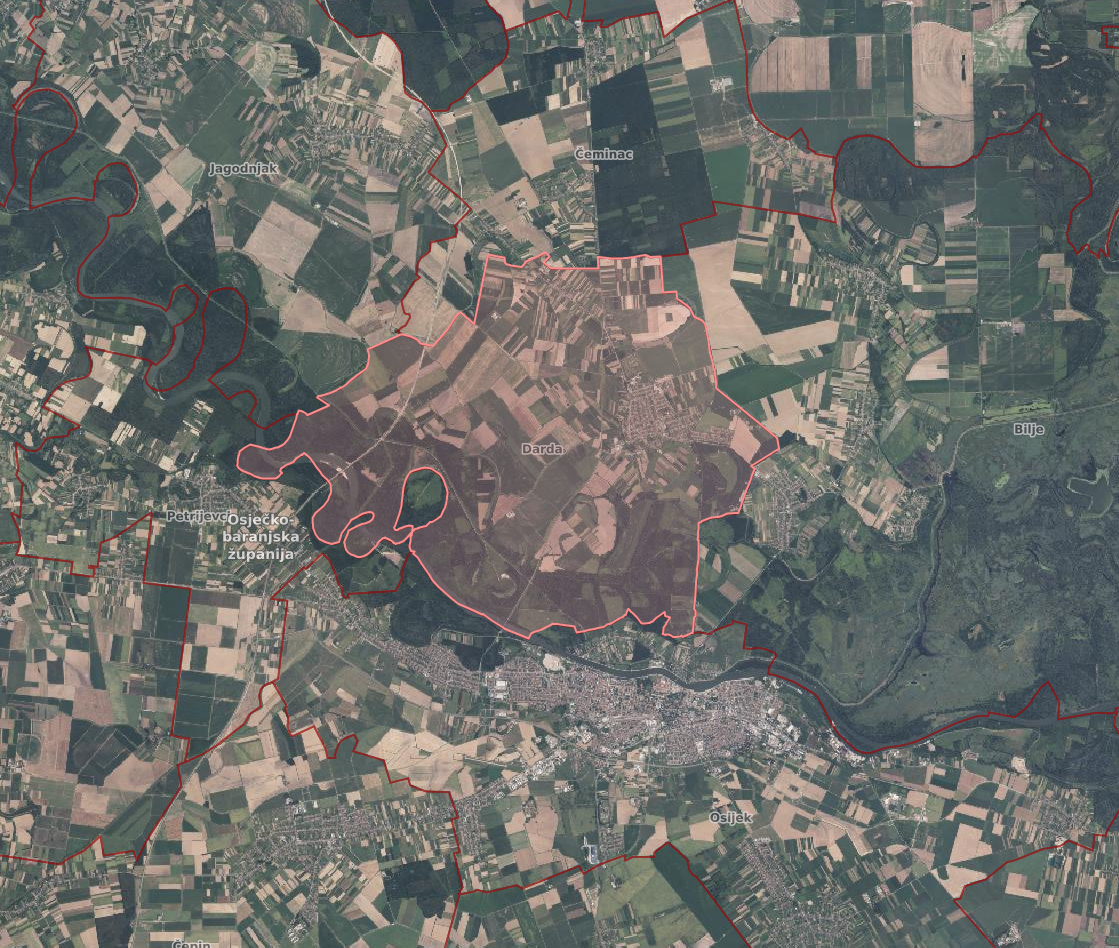 Čeminac
Jagodnjak
Bilje
Darda
Petrijevci
Osječko-
baranjska
županija
Osijek
Čepin